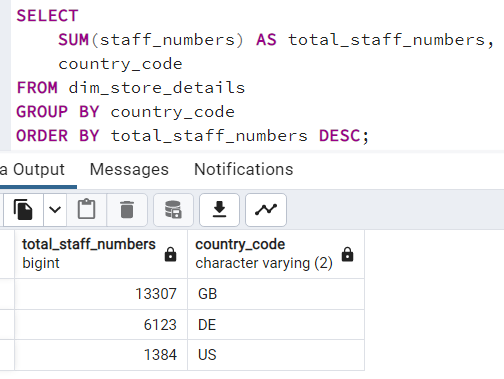 SELECT
SUM(staff_numbers) AS total_staff_numbers,
country_code
FROM dim_store_details
GROUP BY country_code
ORDER BY total_staff_numbers DESC;
a Output Messages Notifications
total_staff_numbers country_code
bigint character varying (2)
13307 GB
6123 DE
1384 US